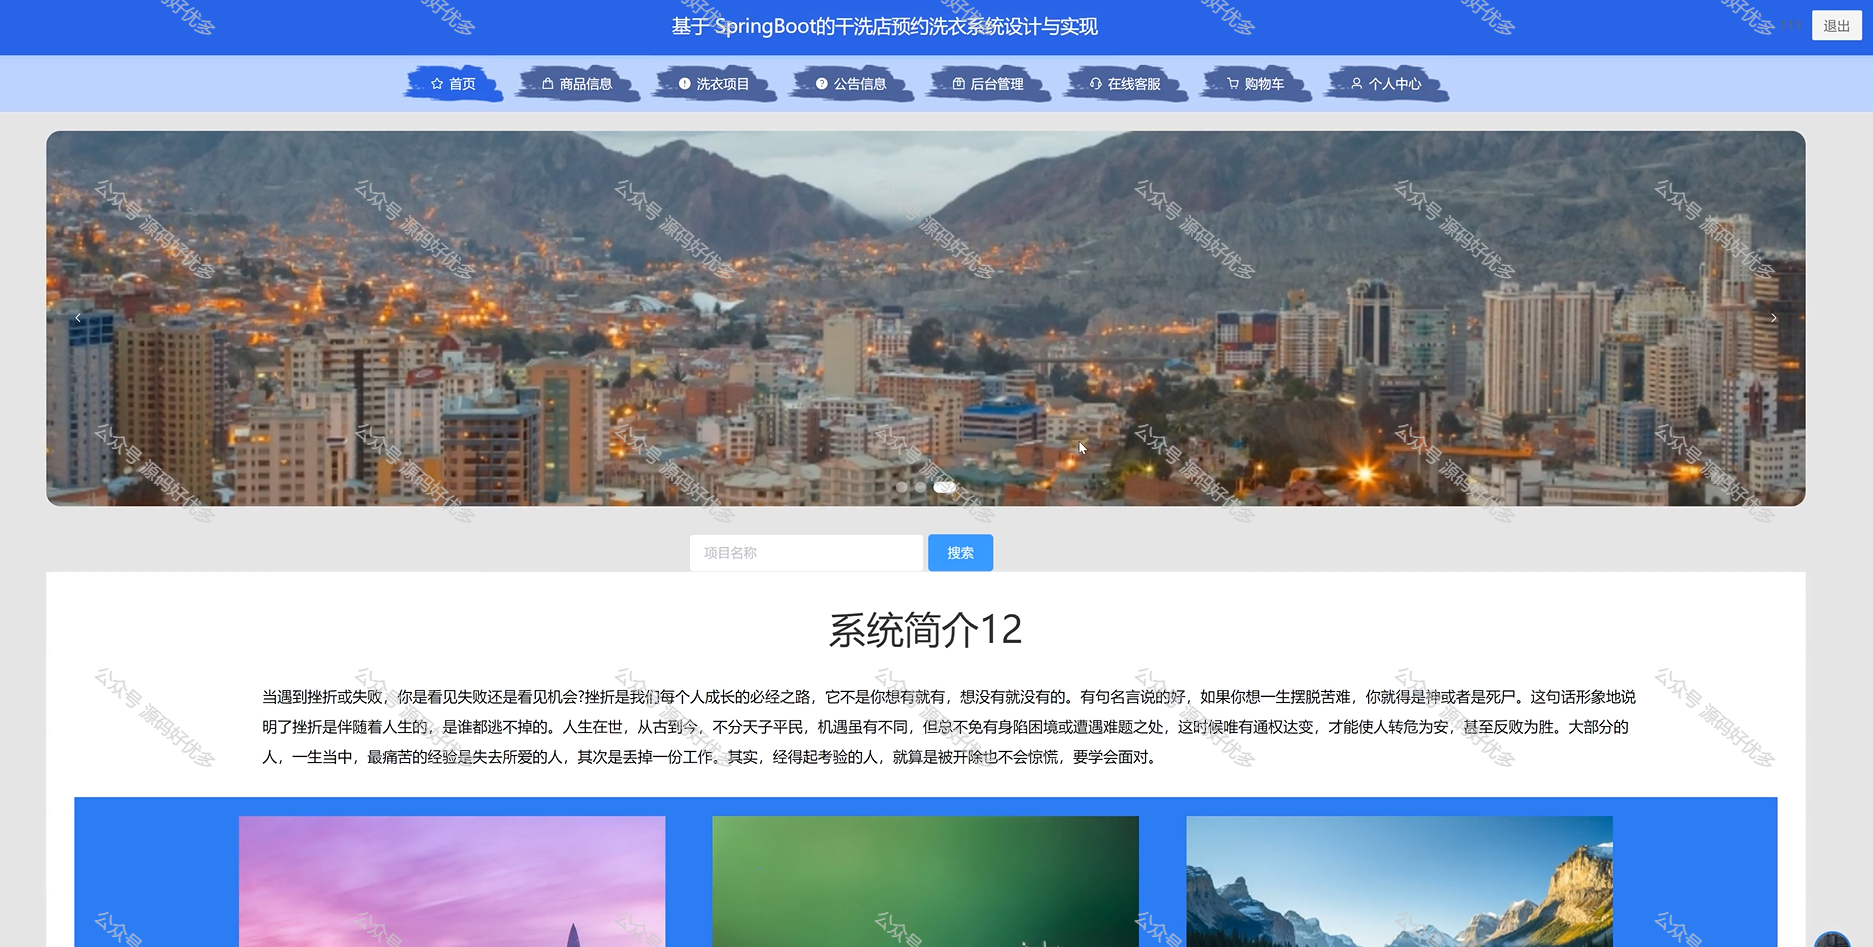 基于 SpringBoot的干洗店预约洗衣系统设计与实现
退出
首页
商品信息
洗衣项目
公告信息
后台管理
在线客服
购物车
个人中心
项目名称
搜索
系统简介12
当遇到挫折或失败，你是看见失败还是看见机会?挫折是我们每个人成长的必经之路，它不是你想有就有，想没有就没有的。有句名言说的好，如果你想一生摆脱苦难，你就得是神或者是死尸。这句话形象地说
明了挫折是伴随着人生的，是谁都逃不掉的。人生在世，从古到今，不分天子平民，机遇虽有不同，但总不免有身陷困境或遭遇难题之处，这时候唯有通权达变，才能使人转危为安，甚至反败为胜。大部分的
人，一生当中，最痛苦的经验是失去所爱的人，其次是丢掉一份工作。其实，经得起考验的人，就算是被开除也不会惊慌，要学会面对。
公众号 源码好优多